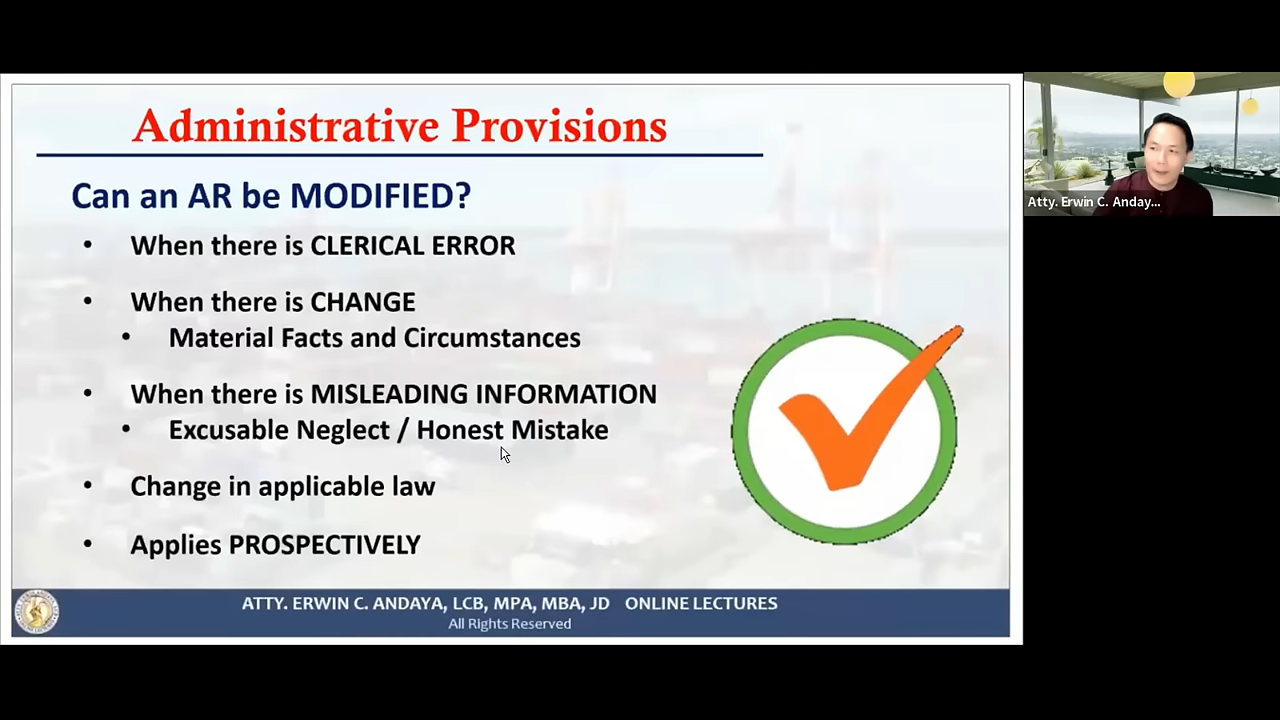 Administrative Provisions
Can an AR be MODIFIED?
• When there is CLERICAL ERROR
• When there is CHANGE
• Material Facts and Circumstances
• When there is MISLEADING INFORMATION
• Excusable Neglect / Honest Mistake
• Change in applicable law
• Applies PROSPECTIVELY
ATTY. ERWIN C. ANDAYA, LCB, MPA, MBA, JD ONLINE LECTURES
All Rights Reserved
Atty. Erwin C. Anday...